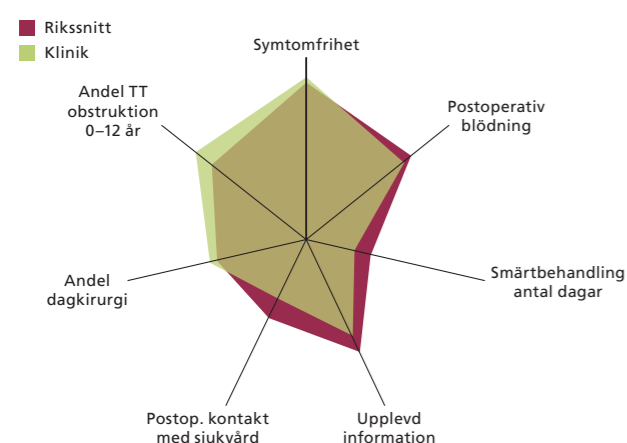 Rikssnitt
Klinik
Symtomfrihet
Andel TT
obstruktion
0–12 år
Postoperativ
blödning
Smärtbehandling
antal dagar
Andel
dagkirurgi
Postop. kontakt
med sjukvård
Upplevd
information